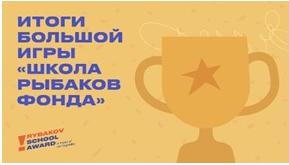 ИТОГИ
БОЛЬШОЙ
ИГРЫ
«ШКОЛА
РЫБАКОВ
ФОНДА»
RYBAKOV
SCHOOL
AWARD